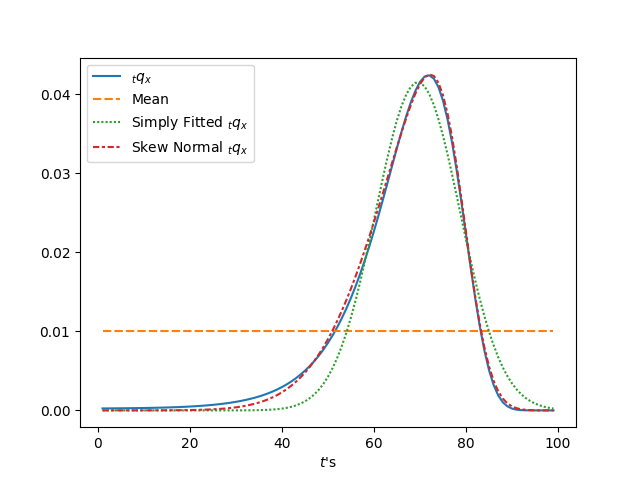 ₜqₓ
Mean
Simply Fitted ₜqₓ
Skew Normal ₜqₓ
0.04
0.03
0.02
0.01
0.00
0 20 40 60 80 100
t's